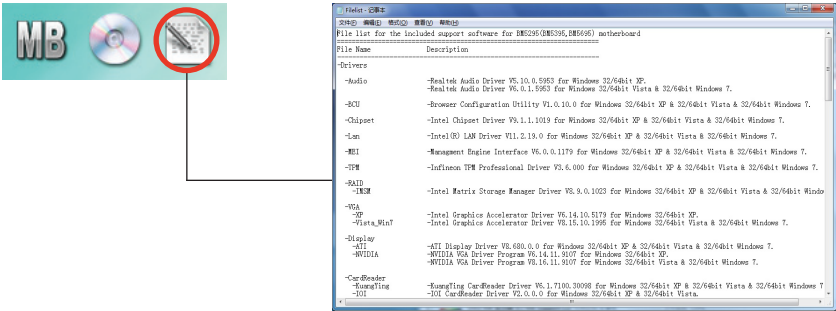 MB
Filelist - 记事本
文件(F) 编辑(E) 格式(O) 查看(V) 帮助(H)
File list for the included support software for BM5295(BM5395,BM5695) motherboard
File Name Description
-Drivers
-Audio -Realtek Audio Driver V5.10.0.5953 for Windows 32/64bit XP.
-Realtek Audio Driver V6.0.1.5953 for Windows 32/64bit Vista & 32/64bit Windows 7.
-BCU -Browser Configuration Utility V1.0.10.0 for Windows 32/64bit XP & 32/64bit Vista & 32/64bit Windows 7.
-Chipset -Intel Chipset Driver V9.1.1.1019 for Windows 32/64bit XP & 32/64bit Vista & 32/64bit Windows 7.
-Lan -Intel(R) LAN Driver V11.2.19.0 for Windows 32/64bit XP & 32/64bit Vista & 32/64bit Windows 7.
-MEI -Managment Engine Interface V6.0.0.1179 for Windows 32/64bit XP & 32/64bit Vista & 32/64bit Windows 7.
-TPM -Infineon TPM Professional Driver V3.6.000 for Windows 32/64bit XP & 32/64bit Vista & 32/64bit Windows 7.
-RAID
-IMSM -Intel Matrix Storage Manager Driver V8.9.0.1023 for Windows 32/64bit XP & 32/64bit Vista & 32/64bit Windo
-VGA
-XP -Intel Graphics Accelerator Driver V6.14.10.5179 for Windows 32/64bit XP.
-Vista_Win7 -Intel Graphics Accelerator Driver V8.15.10.1995 for Windows 32/64bit Vista & 32/64bit Windows 7.
-Display
-ATI -ATI Display Driver V8.680.0.0 for Windows 32/64bit XP & 32/64bit Vista & 32/64bit Windows 7.
-NVIDIA -NVIDIA VGA Driver Program V6.14.11.9107 for Windows 32/64bit XP.
-NVIDIA VGA Driver Program V8.16.11.9107 for Windows 32/64bit Vista & 32/64bit Windows 7.
-CardReader
-KuangYing -KuangYing CardReader Driver V6.1.7100.30098 for Windows 32/64bit XP & 32/64bit Vista & 32/64bit Windows 7
-IOI -IOI CardReader Driver V2.0.0.0 for Windows 32/64bit XP & 32/64bit Vista.